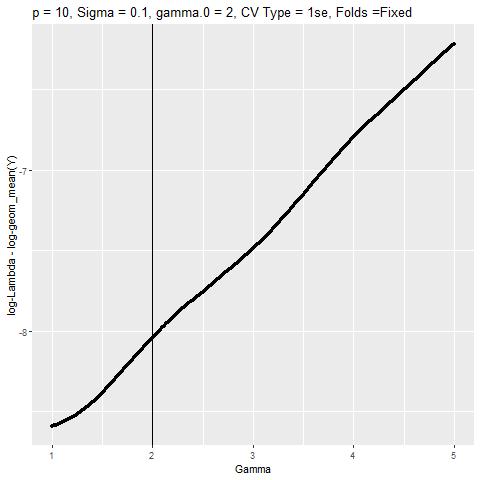 p = 10, Sigma = 0.1, gamma.0 = 2, CV Type = 1se, Folds =Fixed
log-Lambda - log-geom_mean(Y)
-7
-8
1 2 3 4 5
Gamma